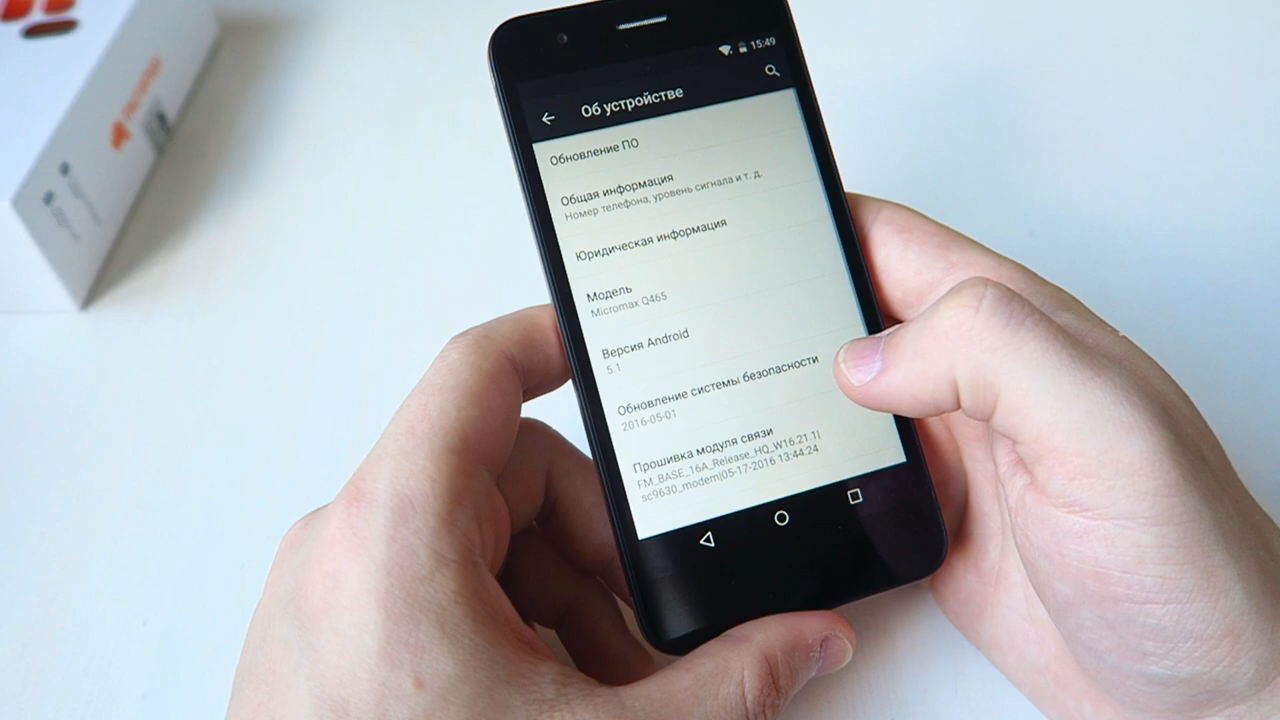 15:49
Об устройстве
Обновление ПО
Общая информация
Номер телефона, уровень сигнала и т. д.
Юридическая информация
Модель
Micromax Q465
Версия Android
5.1
Обновление системы безопасности
2016-05-01
Прошивка модуля связи
FM_BASE_16A_Release_HQ_W16.21.1|
sc9630_modem|05-17-2016 13:44:24